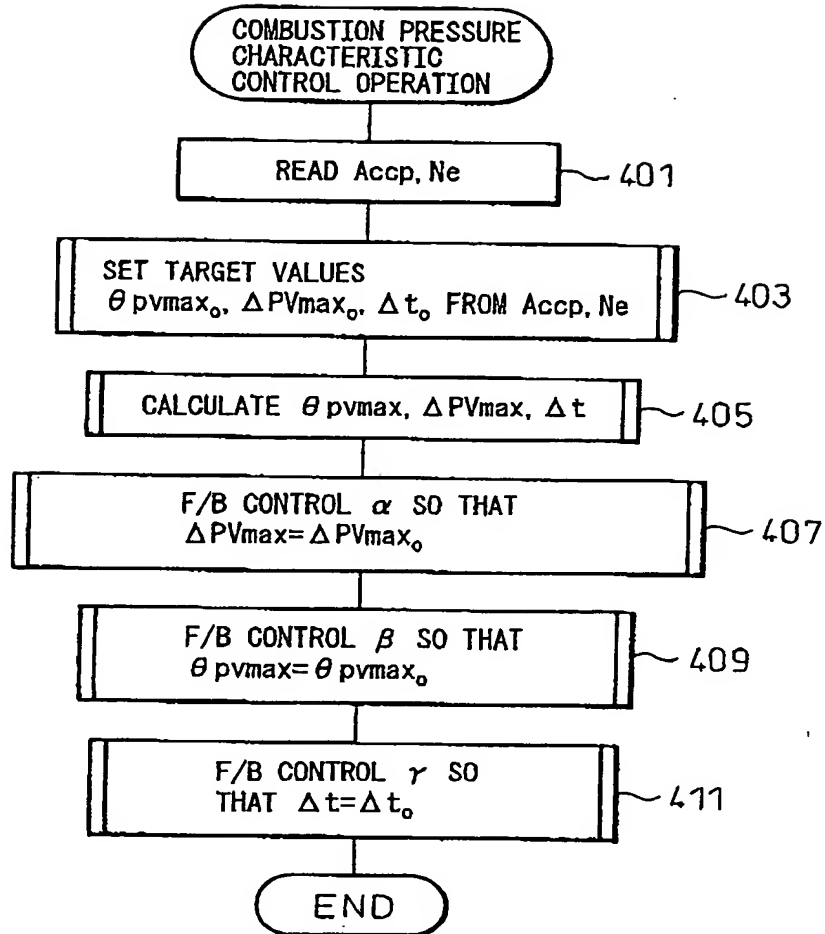 COMBUSTION PRESSURE
CHARACTERISTIC
CONTROL OPERATION
READ Accp, Ne
401
SET TARGET VALUES
θpvmax₀, ΔPVmax₀, Δt₀ FROM Accp, Ne
403
CALCULATE θpvmax, ΔPVmax, Δt
405
F/B CONTROL α SO THAT
ΔPVmax=ΔPVmax₀
407
F/B CONTROL β SO THAT
θpvmax=θpvmax₀
409
F/B CONTROL γ SO
THAT Δt=Δt₀
411
END